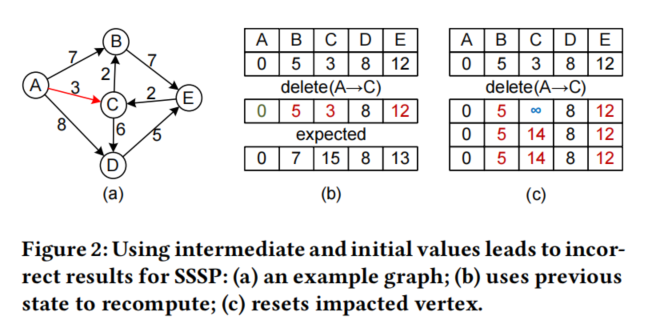 B
7
7
A
3
2
2
E
C
8
6
5
D
(a)
A B C D E
0 5 3 8 12
delete(A→C)
0 5 3 8 12
expected
0 7 15 8 13
(b)
A B C D E
0 5 3 8 12
delete(A→C)
0 5 ∞ 8 12
0 5 14 8 12
0 5 14 8 12
(c)
Figure 2: Using intermediate and initial values leads to incor-
rect results for SSSP: (a) an example graph; (b) uses previous
state to recompute; (c) resets impacted vertex.